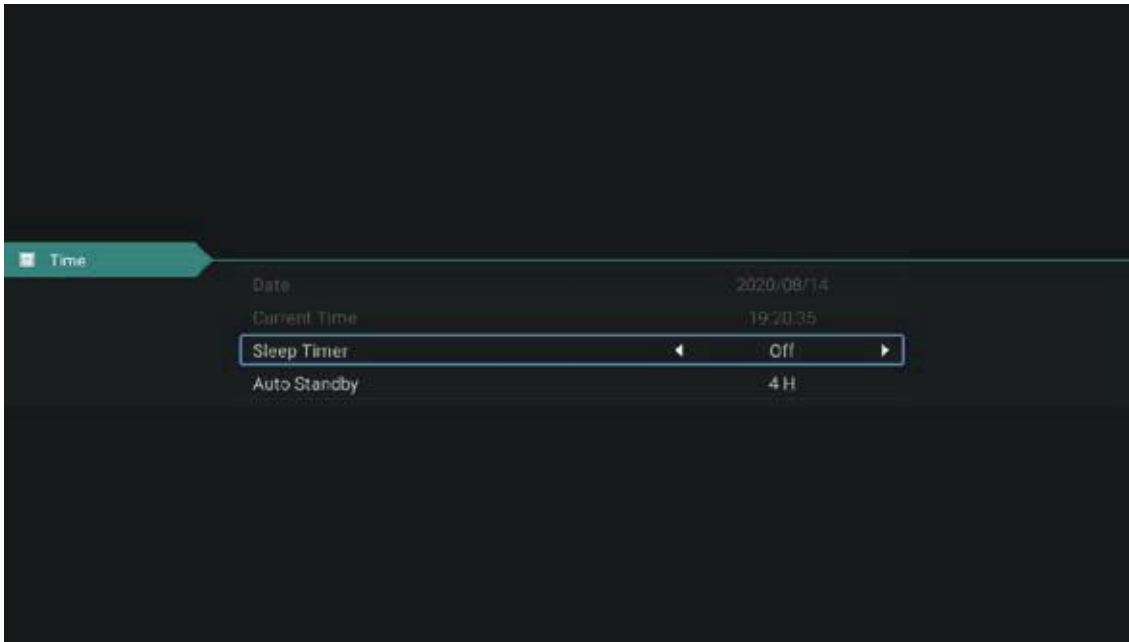 Time
Date 2020/08/14
Current Time 19:20:35
Sleep Timer Off
Auto Standby 4 H